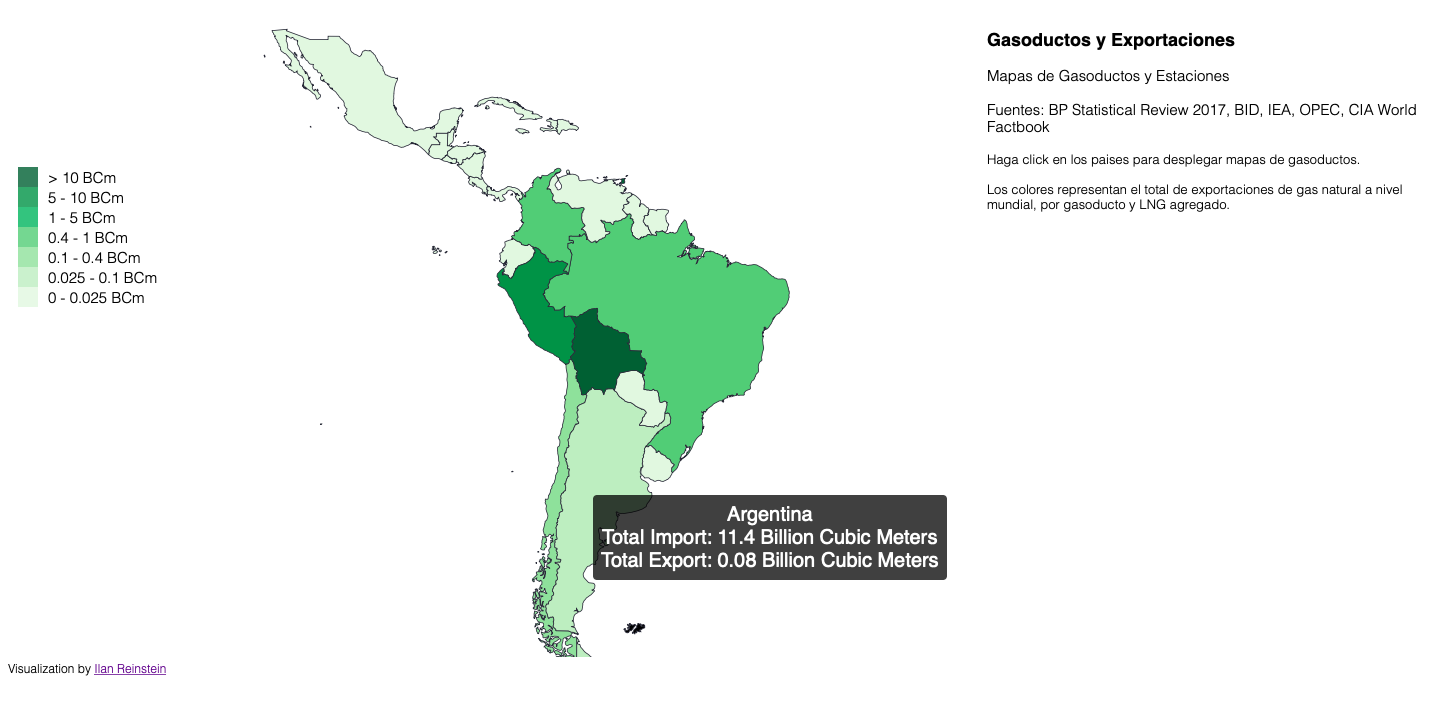 Gasoductos y Exportaciones
Mapas de Gasoductos y Estaciones
Fuentes: BP Statistical Review 2017, BID, IEA, OPEC, CIA World
Factbook
Haga click en los paises para desplegar mapas de gasoductos.
Los colores representan el total de exportaciones de gas natural a nivel
mundial, por gasoducto y LNG agregado.
> 10 BCm
5 - 10 BCm
1 - 5 BCm
0.4 - 1 BCm
0.1 - 0.4 BCm
0.025 - 0.1 BCm
0 - 0.025 BCm
Argentina
Total Import: 11.4 Billion Cubic Meters
Total Export: 0.08 Billion Cubic Meters
Visualization by Ilan Reinstein